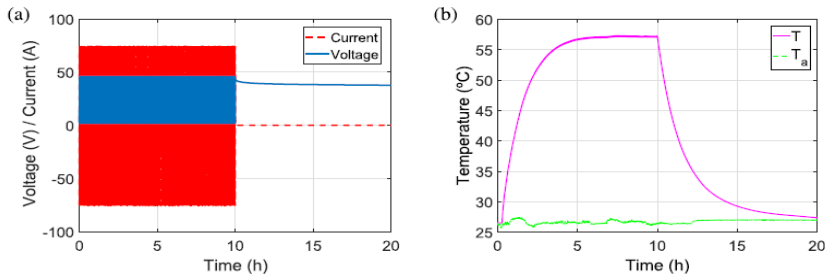 (a)
Voltage (V) / Current (A)
100
50
0
-50
-100
Current
Voltage
0
5
10
15
20
Time (h)
(b)
Temperature (ºC)
60
55
50
45
40
35
30
25
T
Tₐ
0
5
10
15
20
Time (h)